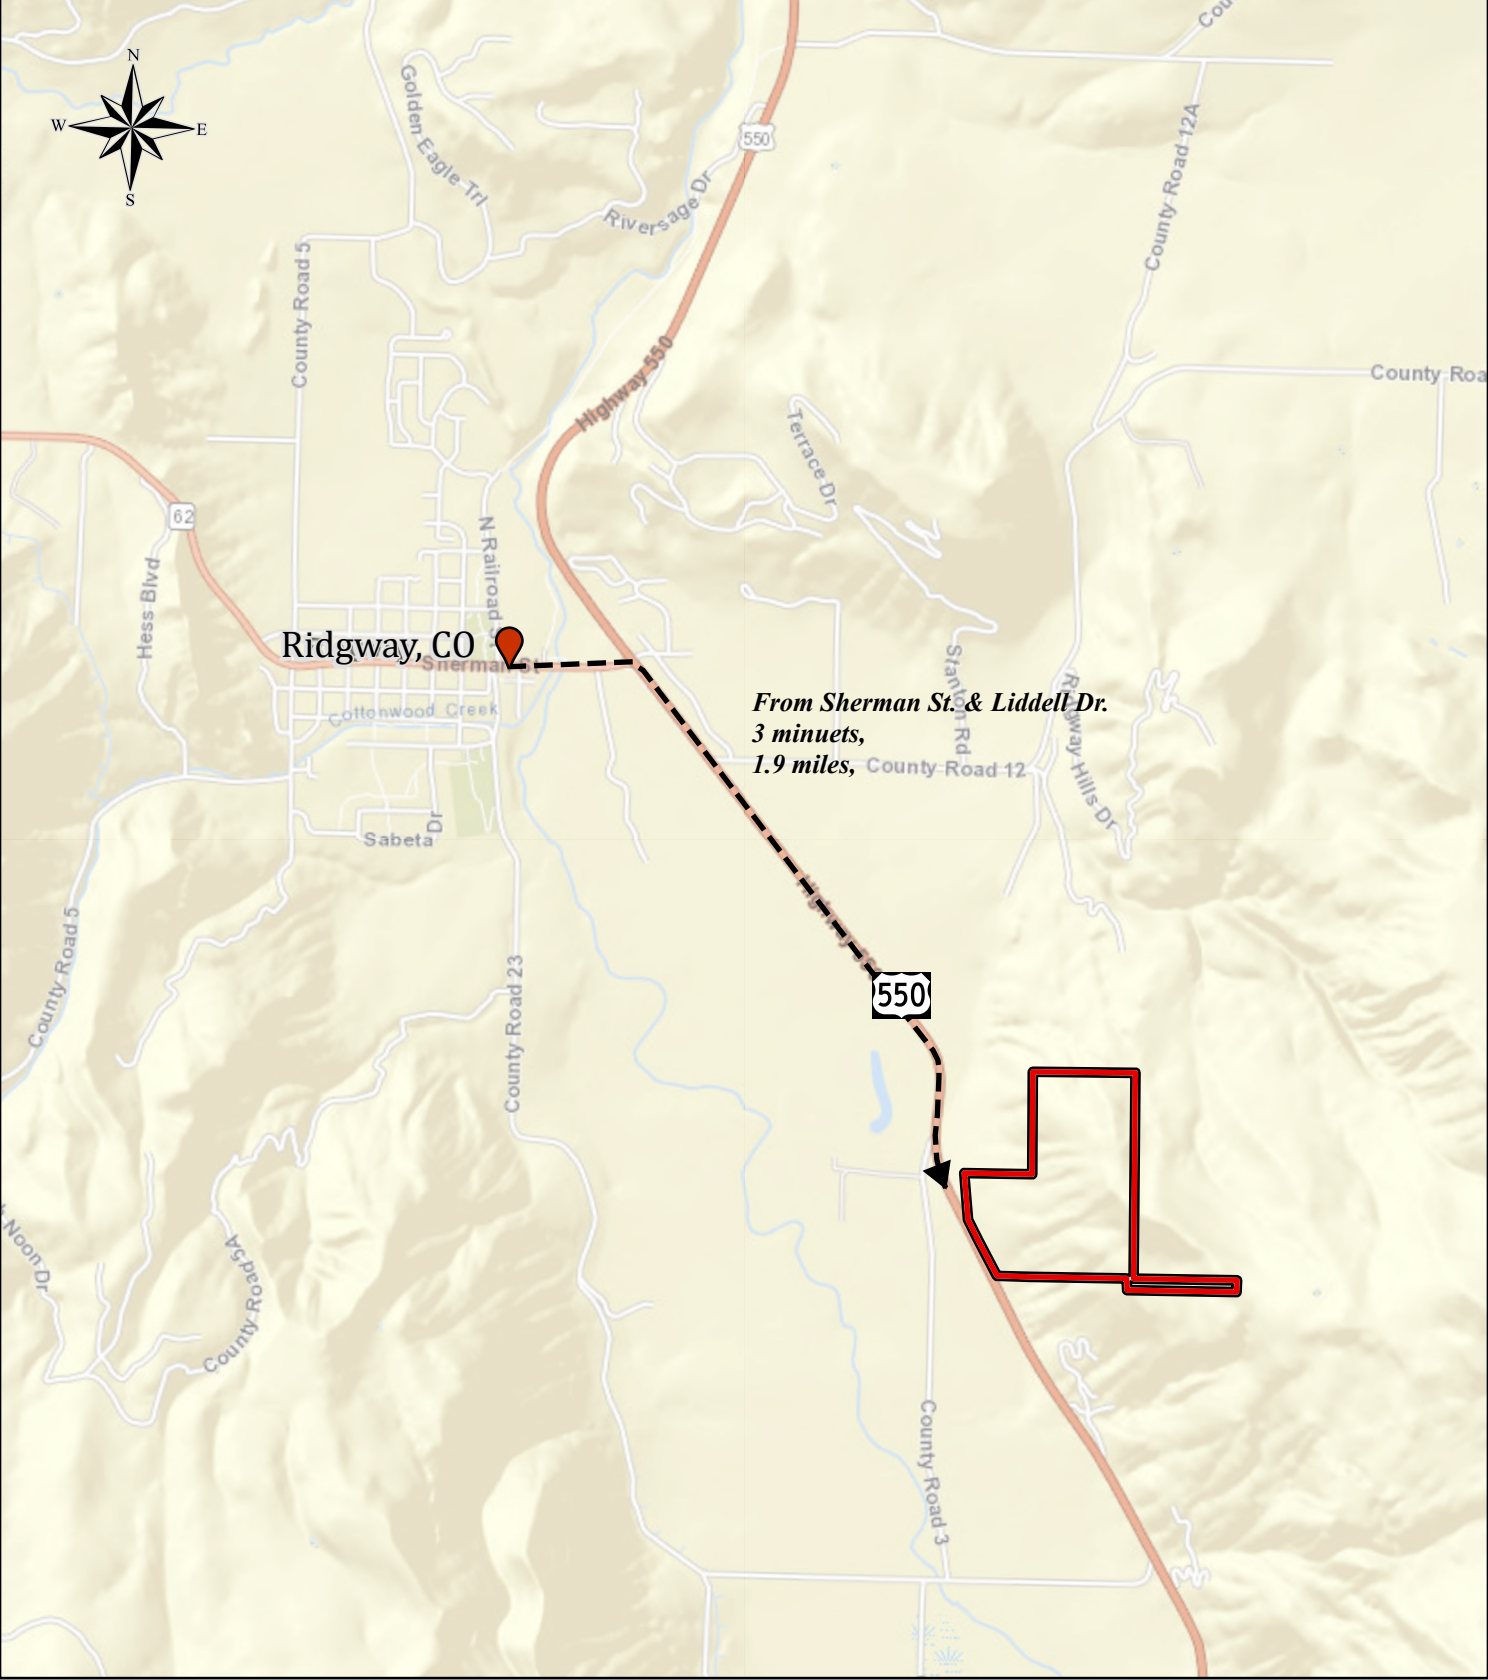 Cou
N
W
E
S
550
Golden Eagle Trl
Riversage Dr
County Road 12A
County Road 5
Highway 550
County Roa
Terrace Dr
62
N Railroad S
Hess Blvd
Ridgway, CO
Sherman St
Stanton Rd
Ridgway Hills Dr
From Sherman St. & Liddell Dr.
3 minuets,
1.9 miles,
Cottonwood Creek
County Road 12
Sabeta Dr
County Road 5
County Road 23
550
Noon Dr
County Road 5A
County Road 3